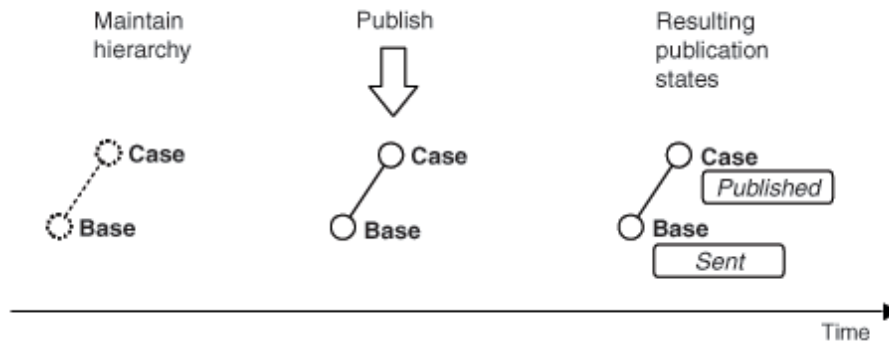 Maintain
hierarchy
Publish
Resulting
publication
states
Case
Base
Case
Base
Case
Published
Base
Sent
Time